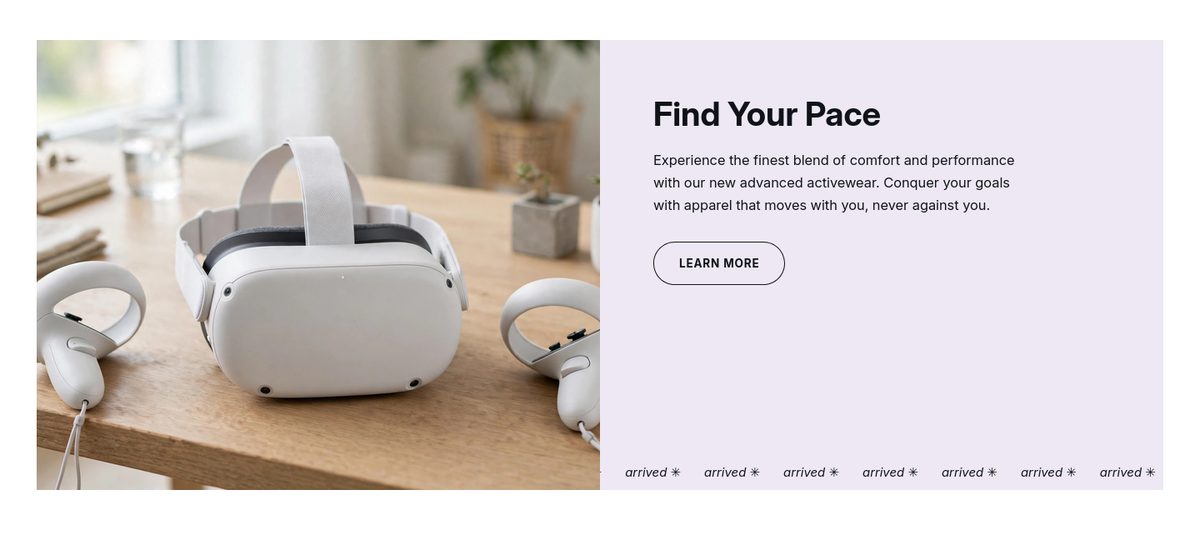 Find Your Pace
Experience the finest blend of comfort and performance
with our new advanced activewear. Conquer your goals
with apparel that moves with you, never against you.
LEARN MORE
arrived ✳ arrived ✳ arrived ✳ arrived ✳ arrived ✳ arrived ✳ arrived ✳